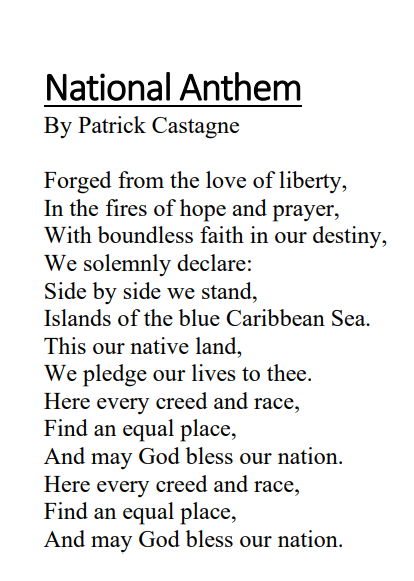 National Anthem
By Patrick Castagne
Forged from the love of liberty,
In the fires of hope and prayer,
With boundless faith in our destiny,
We solemnly declare:
Side by side we stand,
Islands of the blue Caribbean Sea.
This our native land,
We pledge our lives to thee.
Here every creed and race,
Find an equal place,
And may God bless our nation.
Here every creed and race,
Find an equal place,
And may God bless our nation.